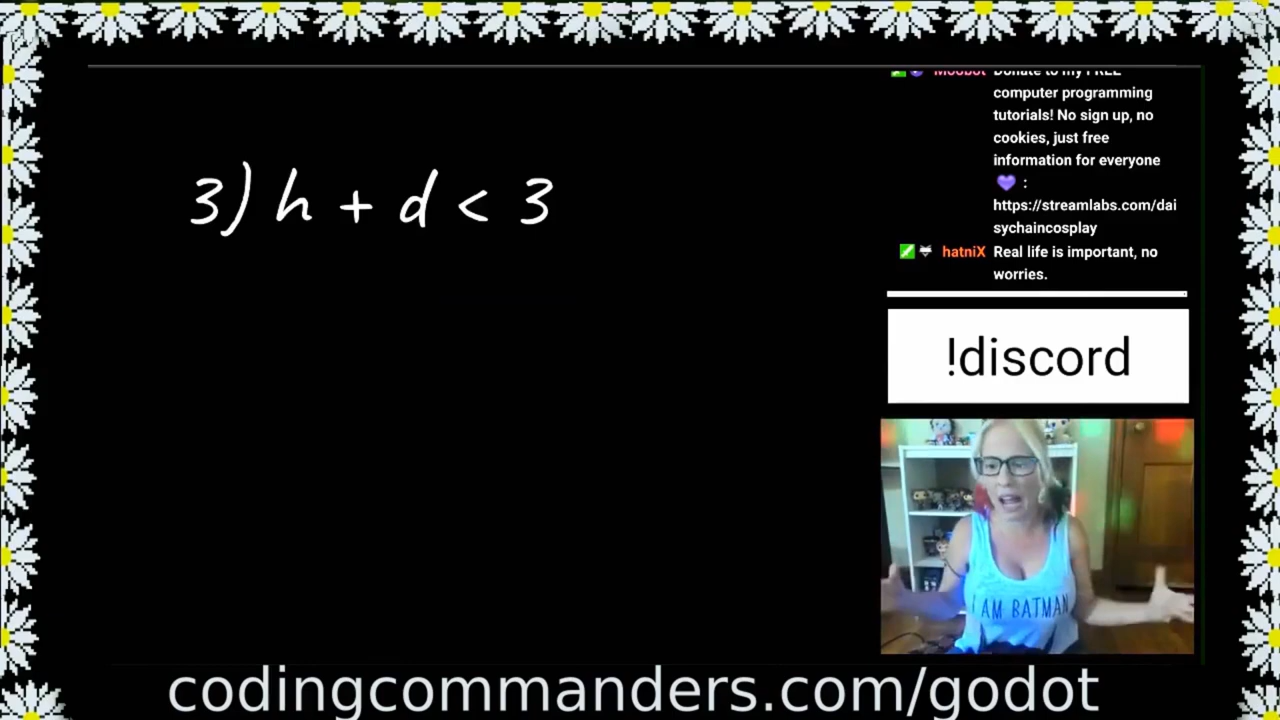 3) h + d < 3
Moobot Donate to my FREE
computer programming
tutorials! No sign up, no
cookies, just free
information for everyone
💜 :
https://streamlabs.com/dai
sychaincosplay
hatniX Real life is important, no
worries.
!discord
I AM BATMAN
codingcommanders.com/godot